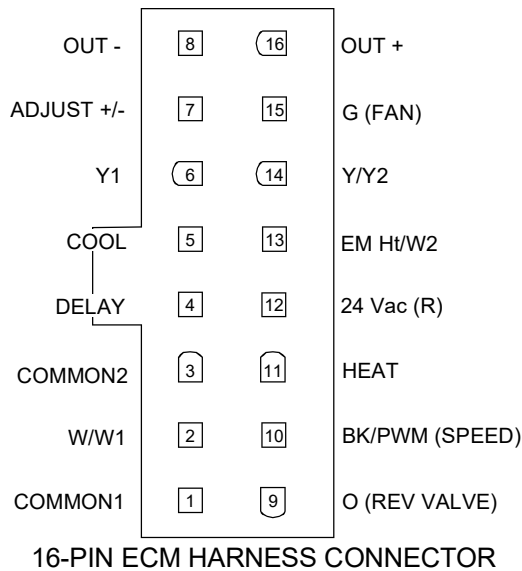 OUT - 8 16 OUT +
ADJUST +/- 7 15 G (FAN)
Y1 6 14 Y/Y2
COOL 5 13 EM Ht/W2
DELAY 4 12 24 Vac (R)
COMMON2 3 11 HEAT
W/W1 2 10 BK/PWM (SPEED)
COMMON1 1 9 O (REV VALVE)
16-PIN ECM HARNESS CONNECTOR